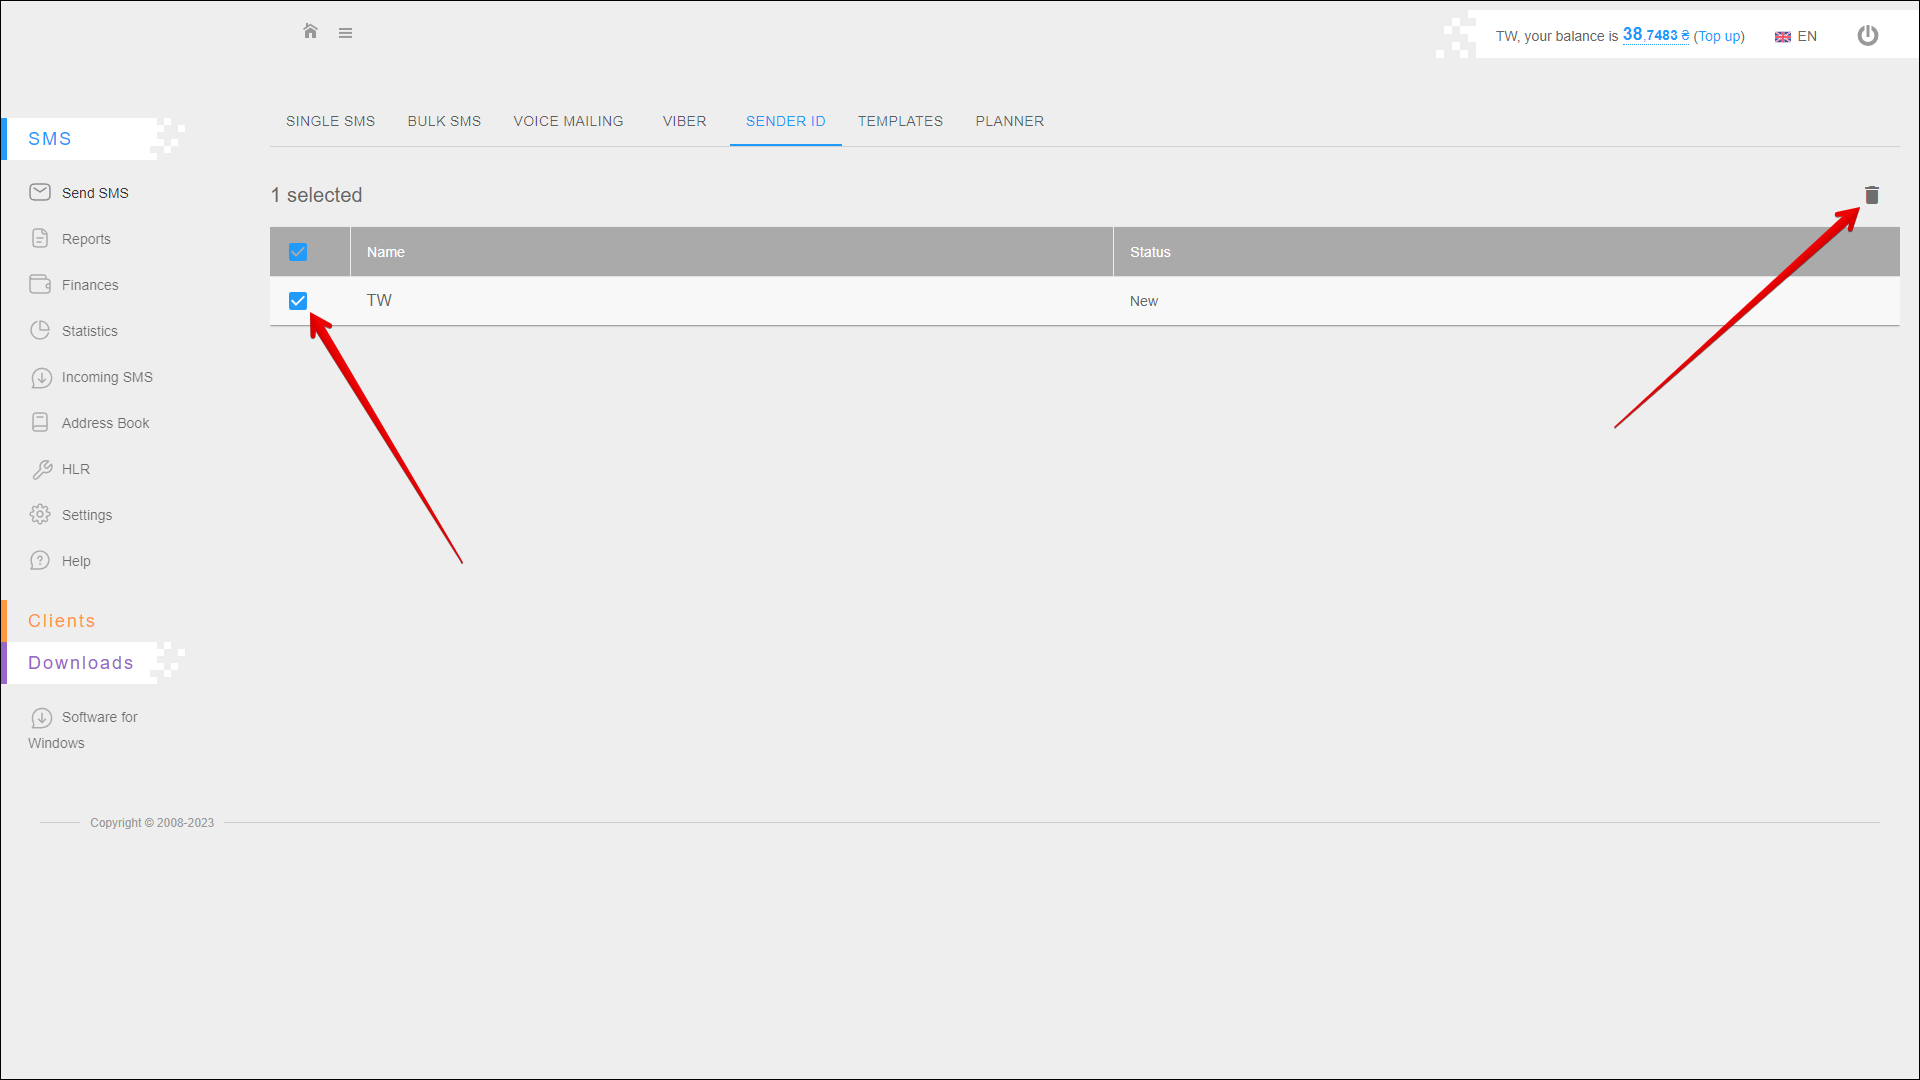 TW, your balance is 38,7483 ₴ (Top up) EN
SINGLE SMS BULK SMS VOICE MAILING VIBER SENDER ID TEMPLATES PLANNER
SMS
Send SMS
Reports
Finances
Statistics
Incoming SMS
Address Book
HLR
Settings
Help
Clients
Downloads
Software for
Windows
1 selected
Name Status
TW New
Copyright © 2008-2023